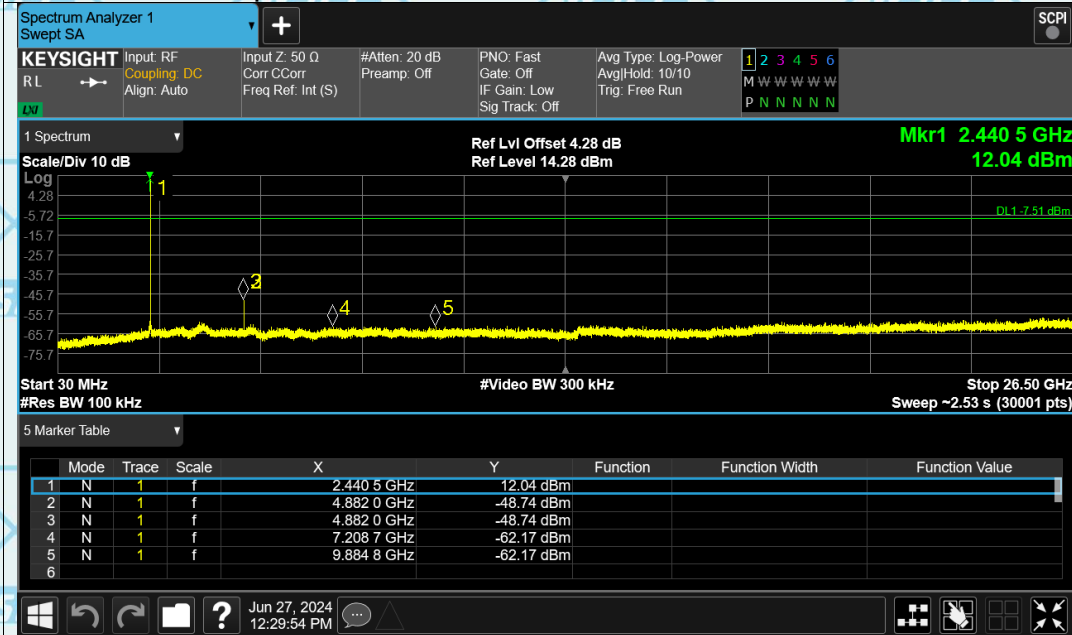 Spectrum Analyzer 1
Swept SA
+
SCPI
KEYSIGHT
RL
LXI
Input: RF
Coupling: DC
Align: Auto
Input Z: 50 Ω
Corr CCorr
Freq Ref: Int (S)
#Atten: 20 dB
Preamp: Off
PNO: Fast
Gate: Off
IF Gain: Low
Sig Track: Off
Avg Type: Log-Power
Avg|Hold: 10/10
Trig: Free Run
1 2 3 4 5 6
M W W W W W
P N N N N N
1 Spectrum
Scale/Div 10 dB
Ref Lvl Offset 4.28 dB
Ref Level 14.28 dBm
Mkr1 2.440 5 GHz
12.04 dBm
Log
4.28
-5.72
-15.7
-25.7
-35.7
-45.7
-55.7
-65.7
-75.7
1
DL1 -7.51 dBm
3
4
5
Start 30 MHz
#Video BW 300 kHz
Stop 26.50 GHz
#Res BW 100 kHz
Sweep ~2.53 s (30001 pts)
5 Marker Table
Mode Trace Scale X Y Function Function Width Function Value
1 N 1 f 2.440 5 GHz 12.04 dBm
2 N 1 f 4.882 0 GHz -48.74 dBm
3 N 1 f 4.882 0 GHz -48.74 dBm
4 N 1 f 7.208 7 GHz -62.17 dBm
5 N 1 f 9.884 8 GHz -62.17 dBm
6
?
Jun 27, 2024
12:29:54 PM